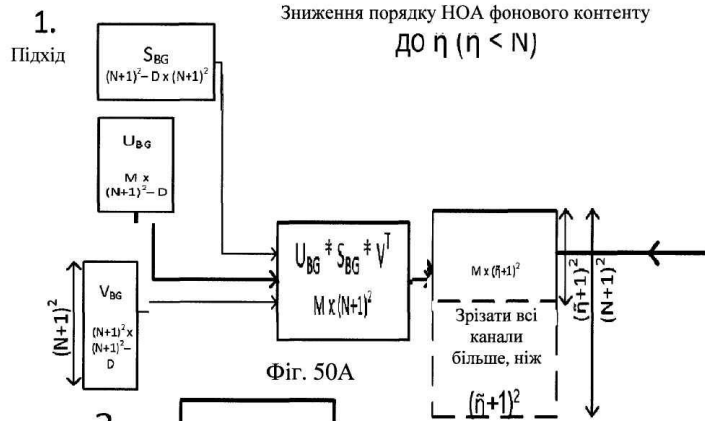 1.
Підхід
Зниження порядку НОА фонового контенту
до ῆ (ῆ < N)
S_BG
(N+1)² – D x (N+1)²
U_BG
M x
(N+1)² – D
V_BG
(N+1)² x
(N+1)² –
D
(N+1)²
U_BG * S_BG * V^T
M x (N+1)²
M x (ῆ+1)²
Зрізати всі
канали
більше, ніж
(ῆ+1)²
(ῆ+1)²
(N+1)²
Фіг. 50А